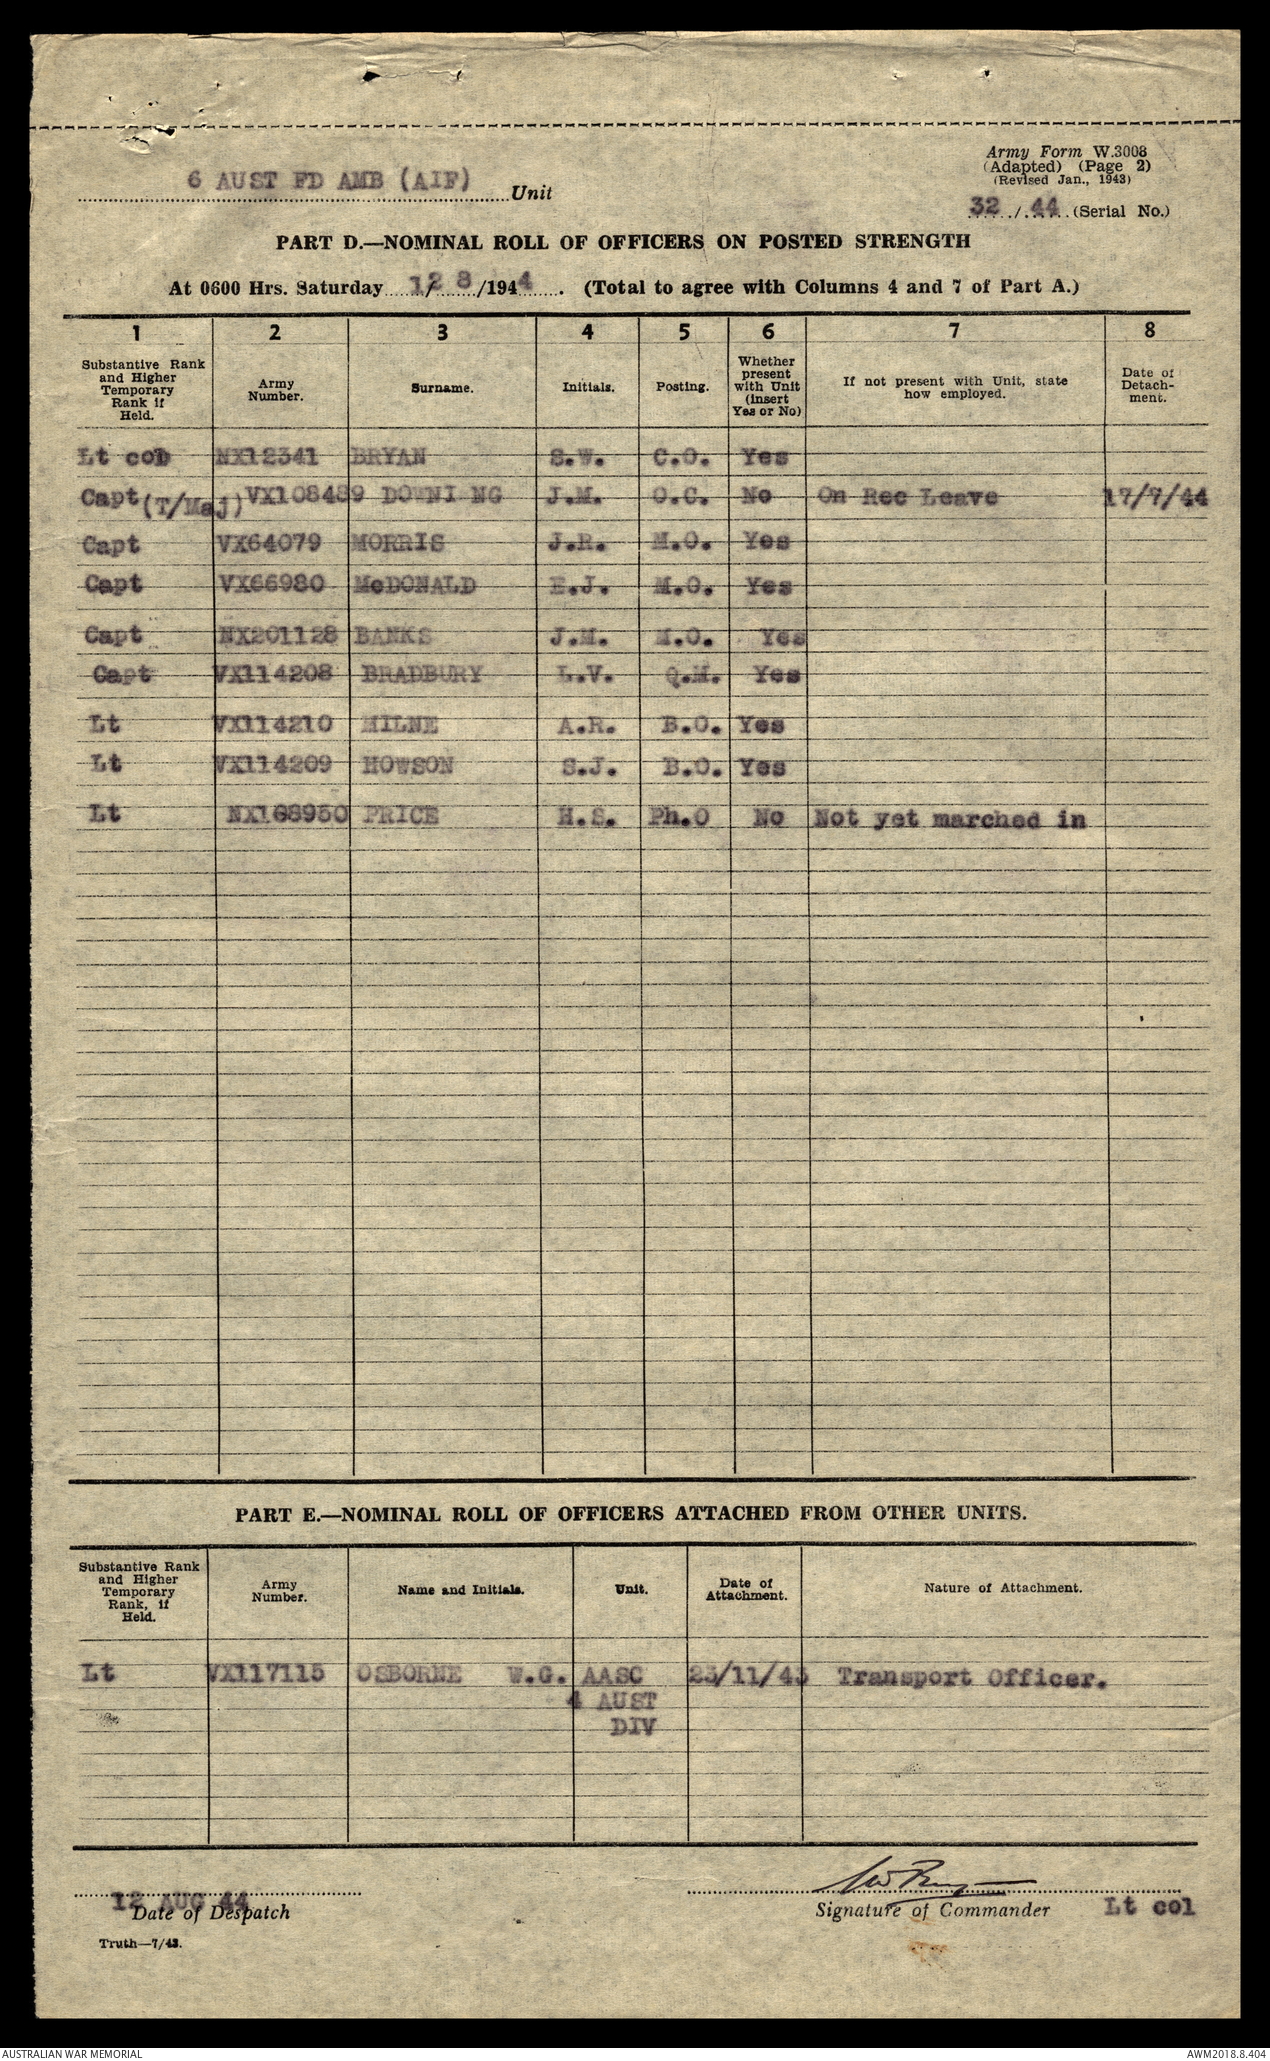 Army Form W.3008
(Adapted) (Page 2)
(Revised Jan., 1943)
6 AUST FD AMB (AIF) Unit
32/44 (Serial No.)
PART D.—NOMINAL ROLL OF OFFICERS ON POSTED STRENGTH
At 0600 Hrs. Saturday 12/8/1944. (Total to agree with Columns 4 and 7 of Part A.)
1 2 3 4 5 6 7 8
Substantive Rank and Higher Temporary Rank if Held. Army Number. Surname. Initials. Posting. Whether present with Unit (insert Yes or No) If not present with Unit, state how employed. Date of Detach-ment.
Lt col NX12341 BRYAN S.W. C.O. Yes
Capt (T/Maj) VX108489 DOWNING J.M. O.C. No On Rec Leave 17/7/44
Capt VX64079 MORRIS J.R. M.O. Yes
Capt VX66980 McDONALD E.J. M.O. Yes
Capt NX201128 BANKS J.M. M.O. Yes
Capt VX114208 BRADBURY L.V. Q.M. Yes
Lt VX114210 MILNE A.R. B.O. Yes
Lt VX114209 HOWSON S.J. B.O. Yes
Lt NX168950 PRICE H.S. Ph.O No Not yet marched in
PART E.—NOMINAL ROLL OF OFFICERS ATTACHED FROM OTHER UNITS.
Substantive Rank and Higher Temporary Rank, if Held. Army Number. Name and Initials. Unit. Date of Attachment. Nature of Attachment.
Lt VX117115 OSBORNE W.G. AASC 23/11/43 Transport Officer.
4 AUST
DIV
12 AUG 44
Date of Despatch
SW Bryan
Signature of Commander Lt col
Truth—7/43.
AUSTRALIAN WAR MEMORIAL
AWM2018.8.404